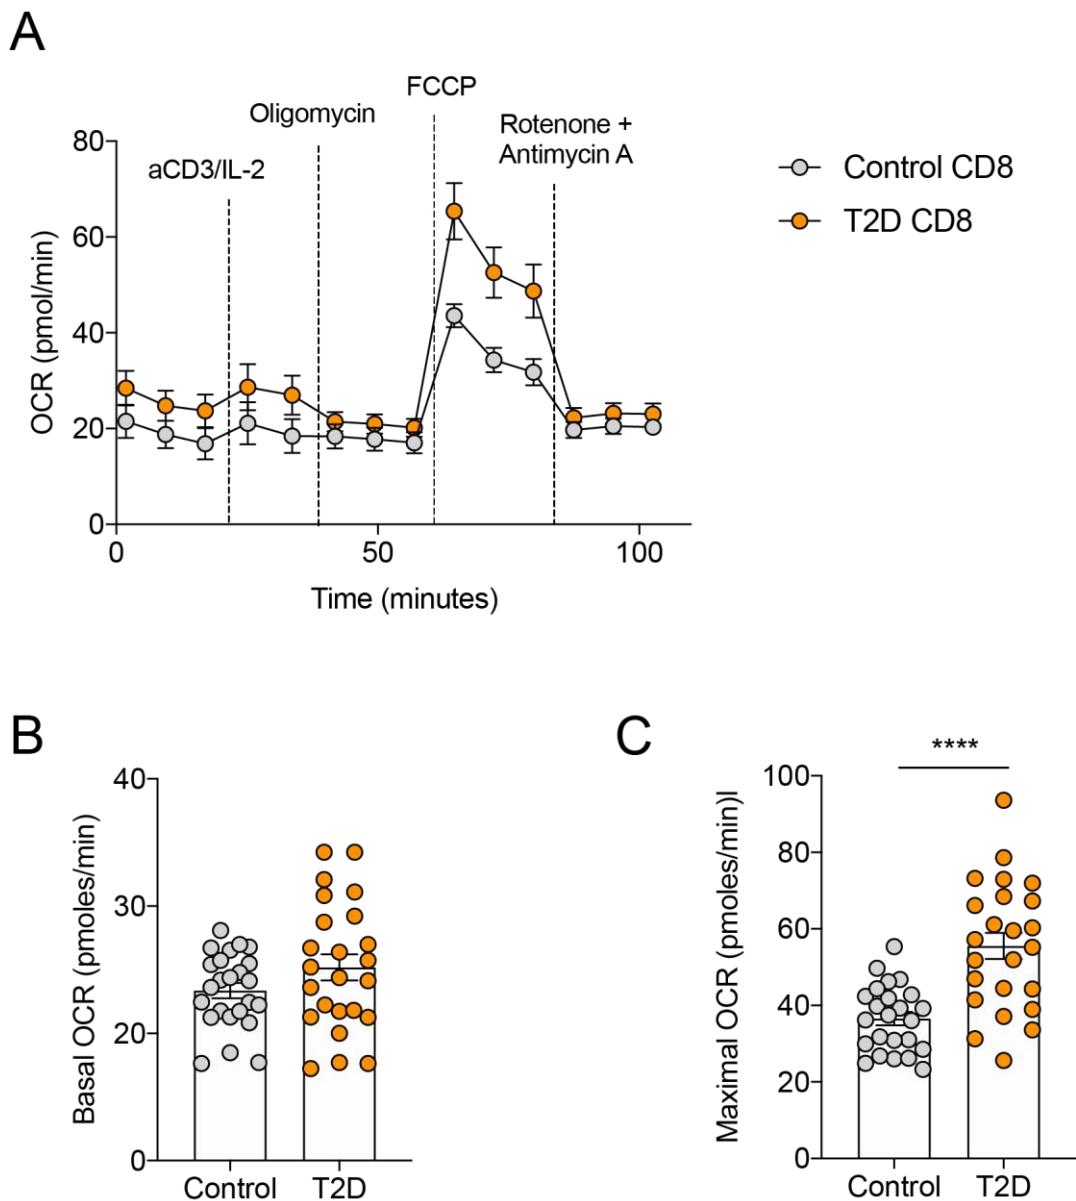 A
FCCP
Oligomycin
Rotenone +
Antimycin A
aCD3/IL-2
Control CD8
T2D CD8
OCR (pmol/min)
80
60
40
20
0
0
50
100
Time (minutes)
B
Basal OCR (pmoles/min)
40
30
20
0
Control
T2D
C
****
Maximal OCR (pmoles/min)l
100
80
60
40
20
0
Control
T2D